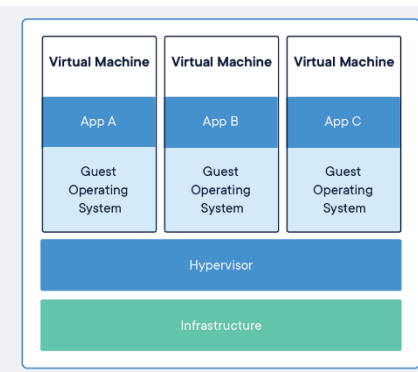 Virtual Machine
Virtual Machine
Virtual Machine
App A
App B
App C
Guest
Operating
System
Guest
Operating
System
Guest
Operating
System
Hypervisor
Infrastructure